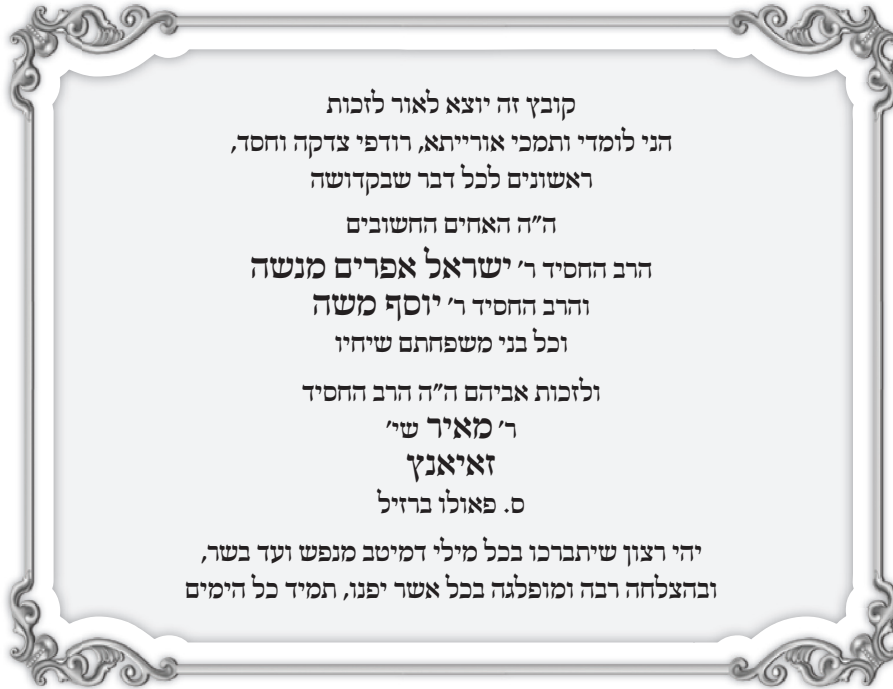 קובץ זה יוצא לאור לזכות
הני לומדי ותמכי אורייתא, רודפי צדקה וחסד,
ראשונים לכל דבר שבקדושה
ה״ה האחים החשובים
הרב החסיד ר׳ ישראל אפרים מנשה
והרב החסיד ר׳ יוסף משה
וכל בני משפחתם שיחיו
ולזכות אביהם ה״ה הרב החסיד
ר׳ מאיר שי׳
זאיאנץ
ס. פאולו ברזיל
יהי רצון שיתברכו בכל מילי דמיטב מנפש ועד בשר,
ובהצלחה רבה ומופלגה בכל אשר יפנו, תמיד כל הימים